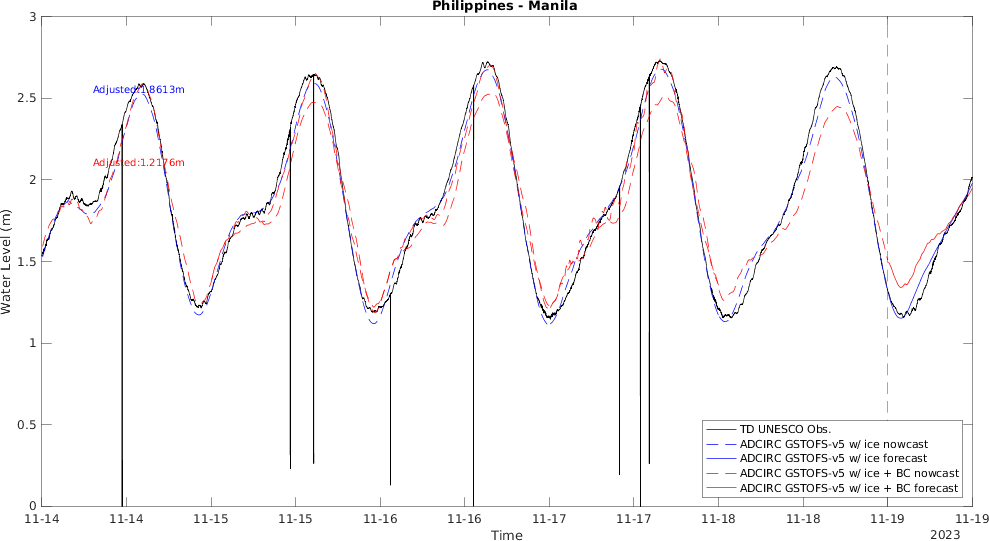 Philippines - Manila
3
2.5
2
1.5
1
0.5
0
Water Level (m)
Adjusted:1.8613m
Adjusted:1.2176m
TD UNESCO Obs.
ADCIRC GSTOFS-v5 w/ ice nowcast
ADCIRC GSTOFS-v5 w/ ice forecast
ADCIRC GSTOFS-v5 w/ ice + BC nowcast
ADCIRC GSTOFS-v5 w/ ice + BC forecast
11-14 11-14 11-15 11-15 11-16 11-16 11-17 11-17 11-18 11-18 11-19 11-19
Time
2023